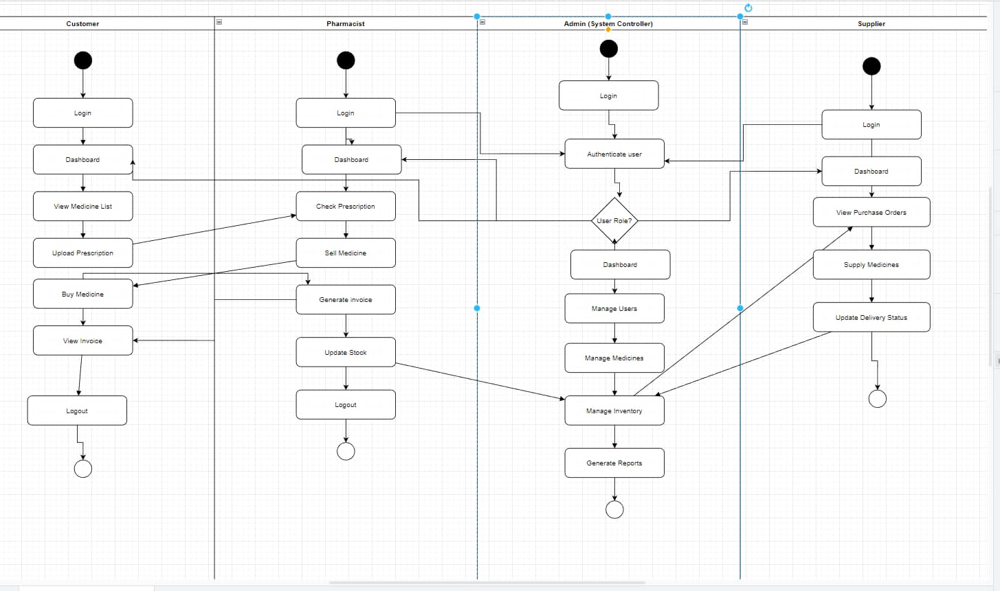 Customer
Pharmacist
Admin (System Controller)
Supplier
Login
Dashboard
View Medicine List
Upload Prescription
Buy Medicine
View Invoice
Logout
Login
Dashboard
Check Prescription
Sell Medicine
Generate invoice
Update Stock
Logout
Login
Authenticate user
User Role?
Dashboard
Manage Users
Manage Medicines
Manage Inventory
Generate Reports
Login
Dashboard
View Purchase Orders
Supply Medicines
Update Delivery Status